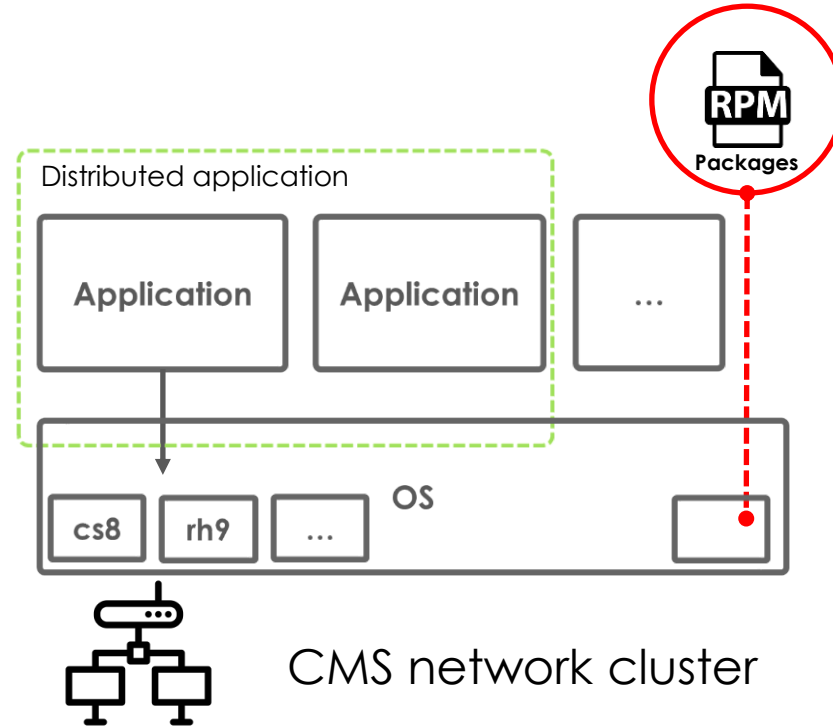 RPM
Packages
Distributed application
Application
Application
...
OS
cs8
rh9
...
CMS network cluster